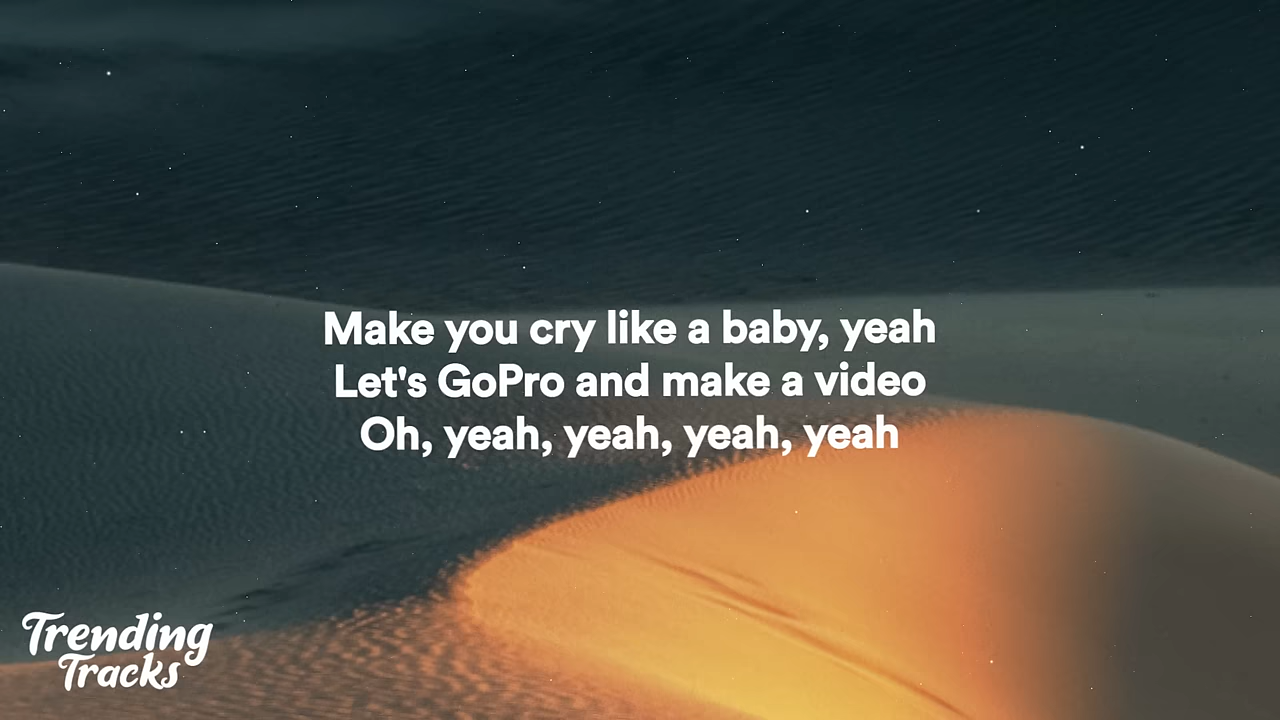 Make you cry like a baby, yeah
Let's GoPro and make a video
Oh, yeah, yeah, yeah, yeah
Trending
Tracks